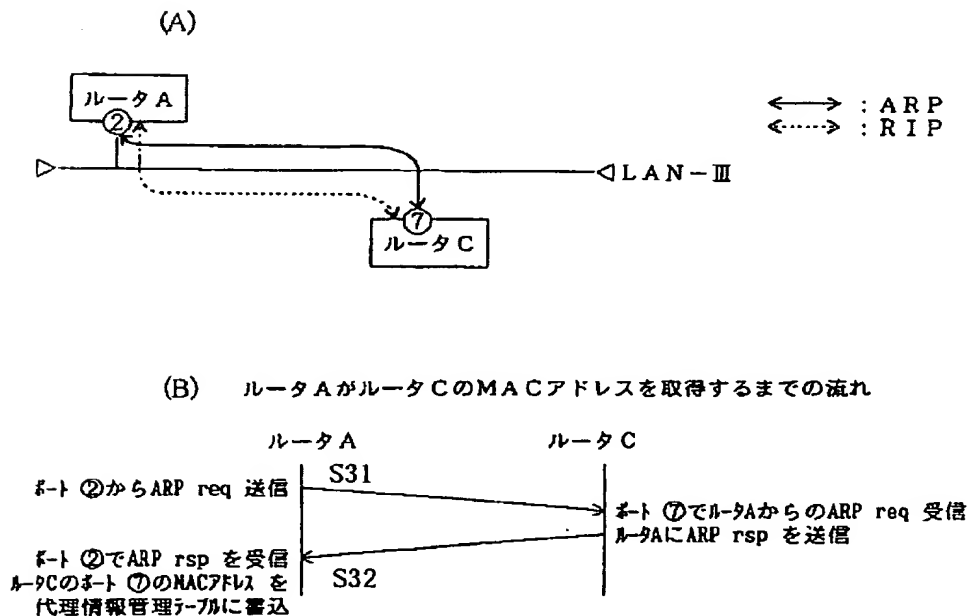 (A)
ルータA
②
←→ : ARP
←→ : RIP
LAN-Ⅲ
⑦
ルータC
(B) ルータAがルータCのMACアドレスを取得するまでの流れ
ルータA ルータC
ポート ②からARP req 送信
S31
ポート ⑦でルータAからのARP req 受信
ルータAにARP rsp を送信
ポート ②でARP rsp を受信
S32
ルータCのポート ⑦のMACアドレス を
代理情報管理テーブルに書込